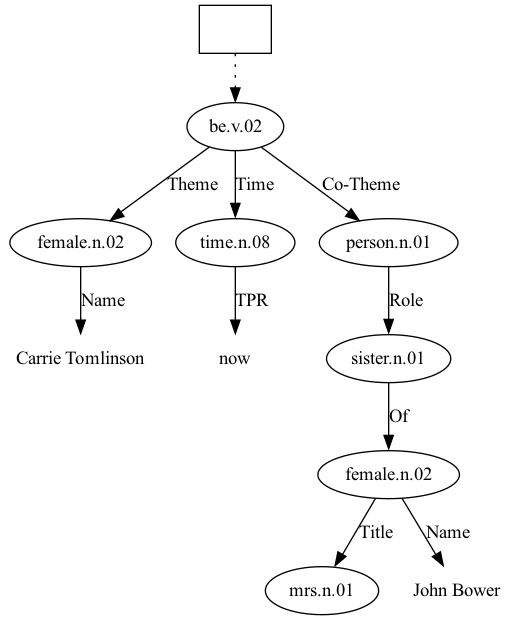 be.v.02
Theme Time Co-Theme
female.n.02 time.n.08 person.n.01
Name TPR Role
Carrie Tomlinson now sister.n.01
Of
female.n.02
Title Name
mrs.n.01 John Bower